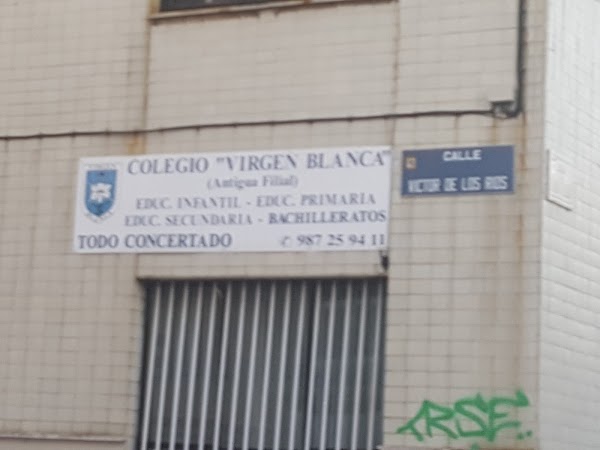 COLEGIO "VIRGEN BLANCA"
(Antigua Filial)
EDUC. INFANTIL - EDUC. PRIMARIA
EDUC. SECUNDARIA - BACHILLERATOS
TODO CONCERTADO ✆ 987 25 94 11
CALLE
VICTOR DE LOS RIOS
ARSE